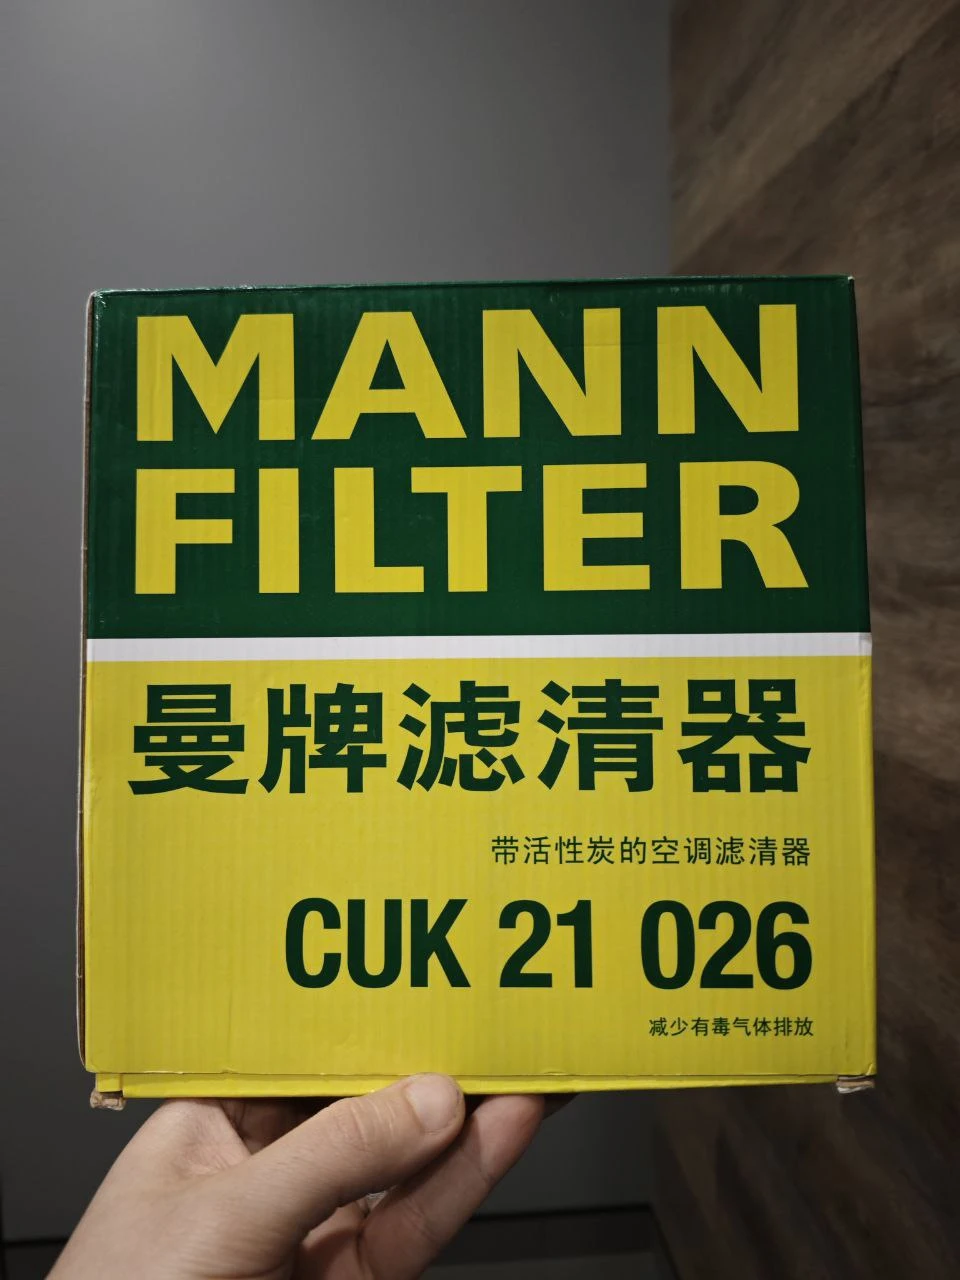 MANN
FILTER
曼牌滤清器
带活性炭的空调滤清器
CUK 21 026
减少有毒气体排放